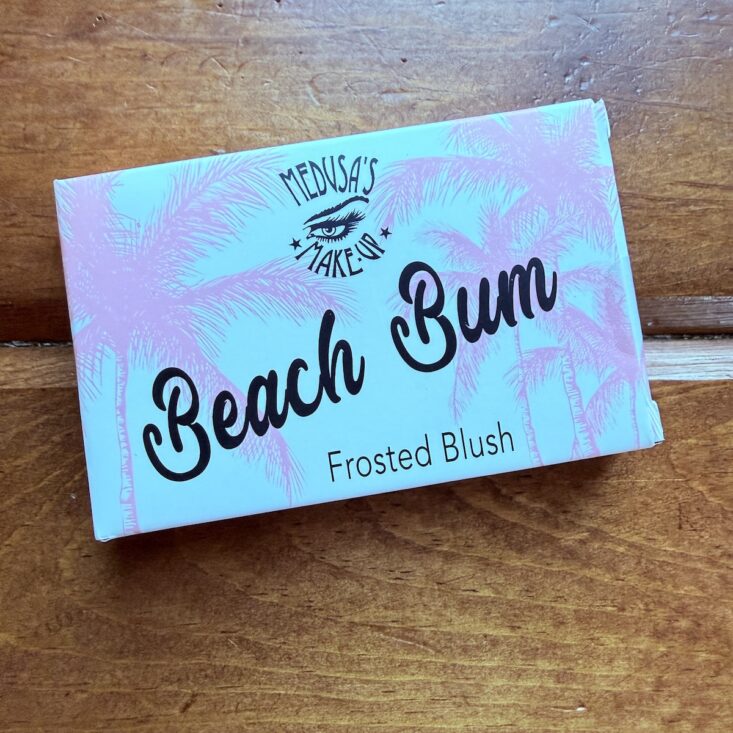 MEDUSA'S
MAKE-UP
Beach Bum
Frosted Blush